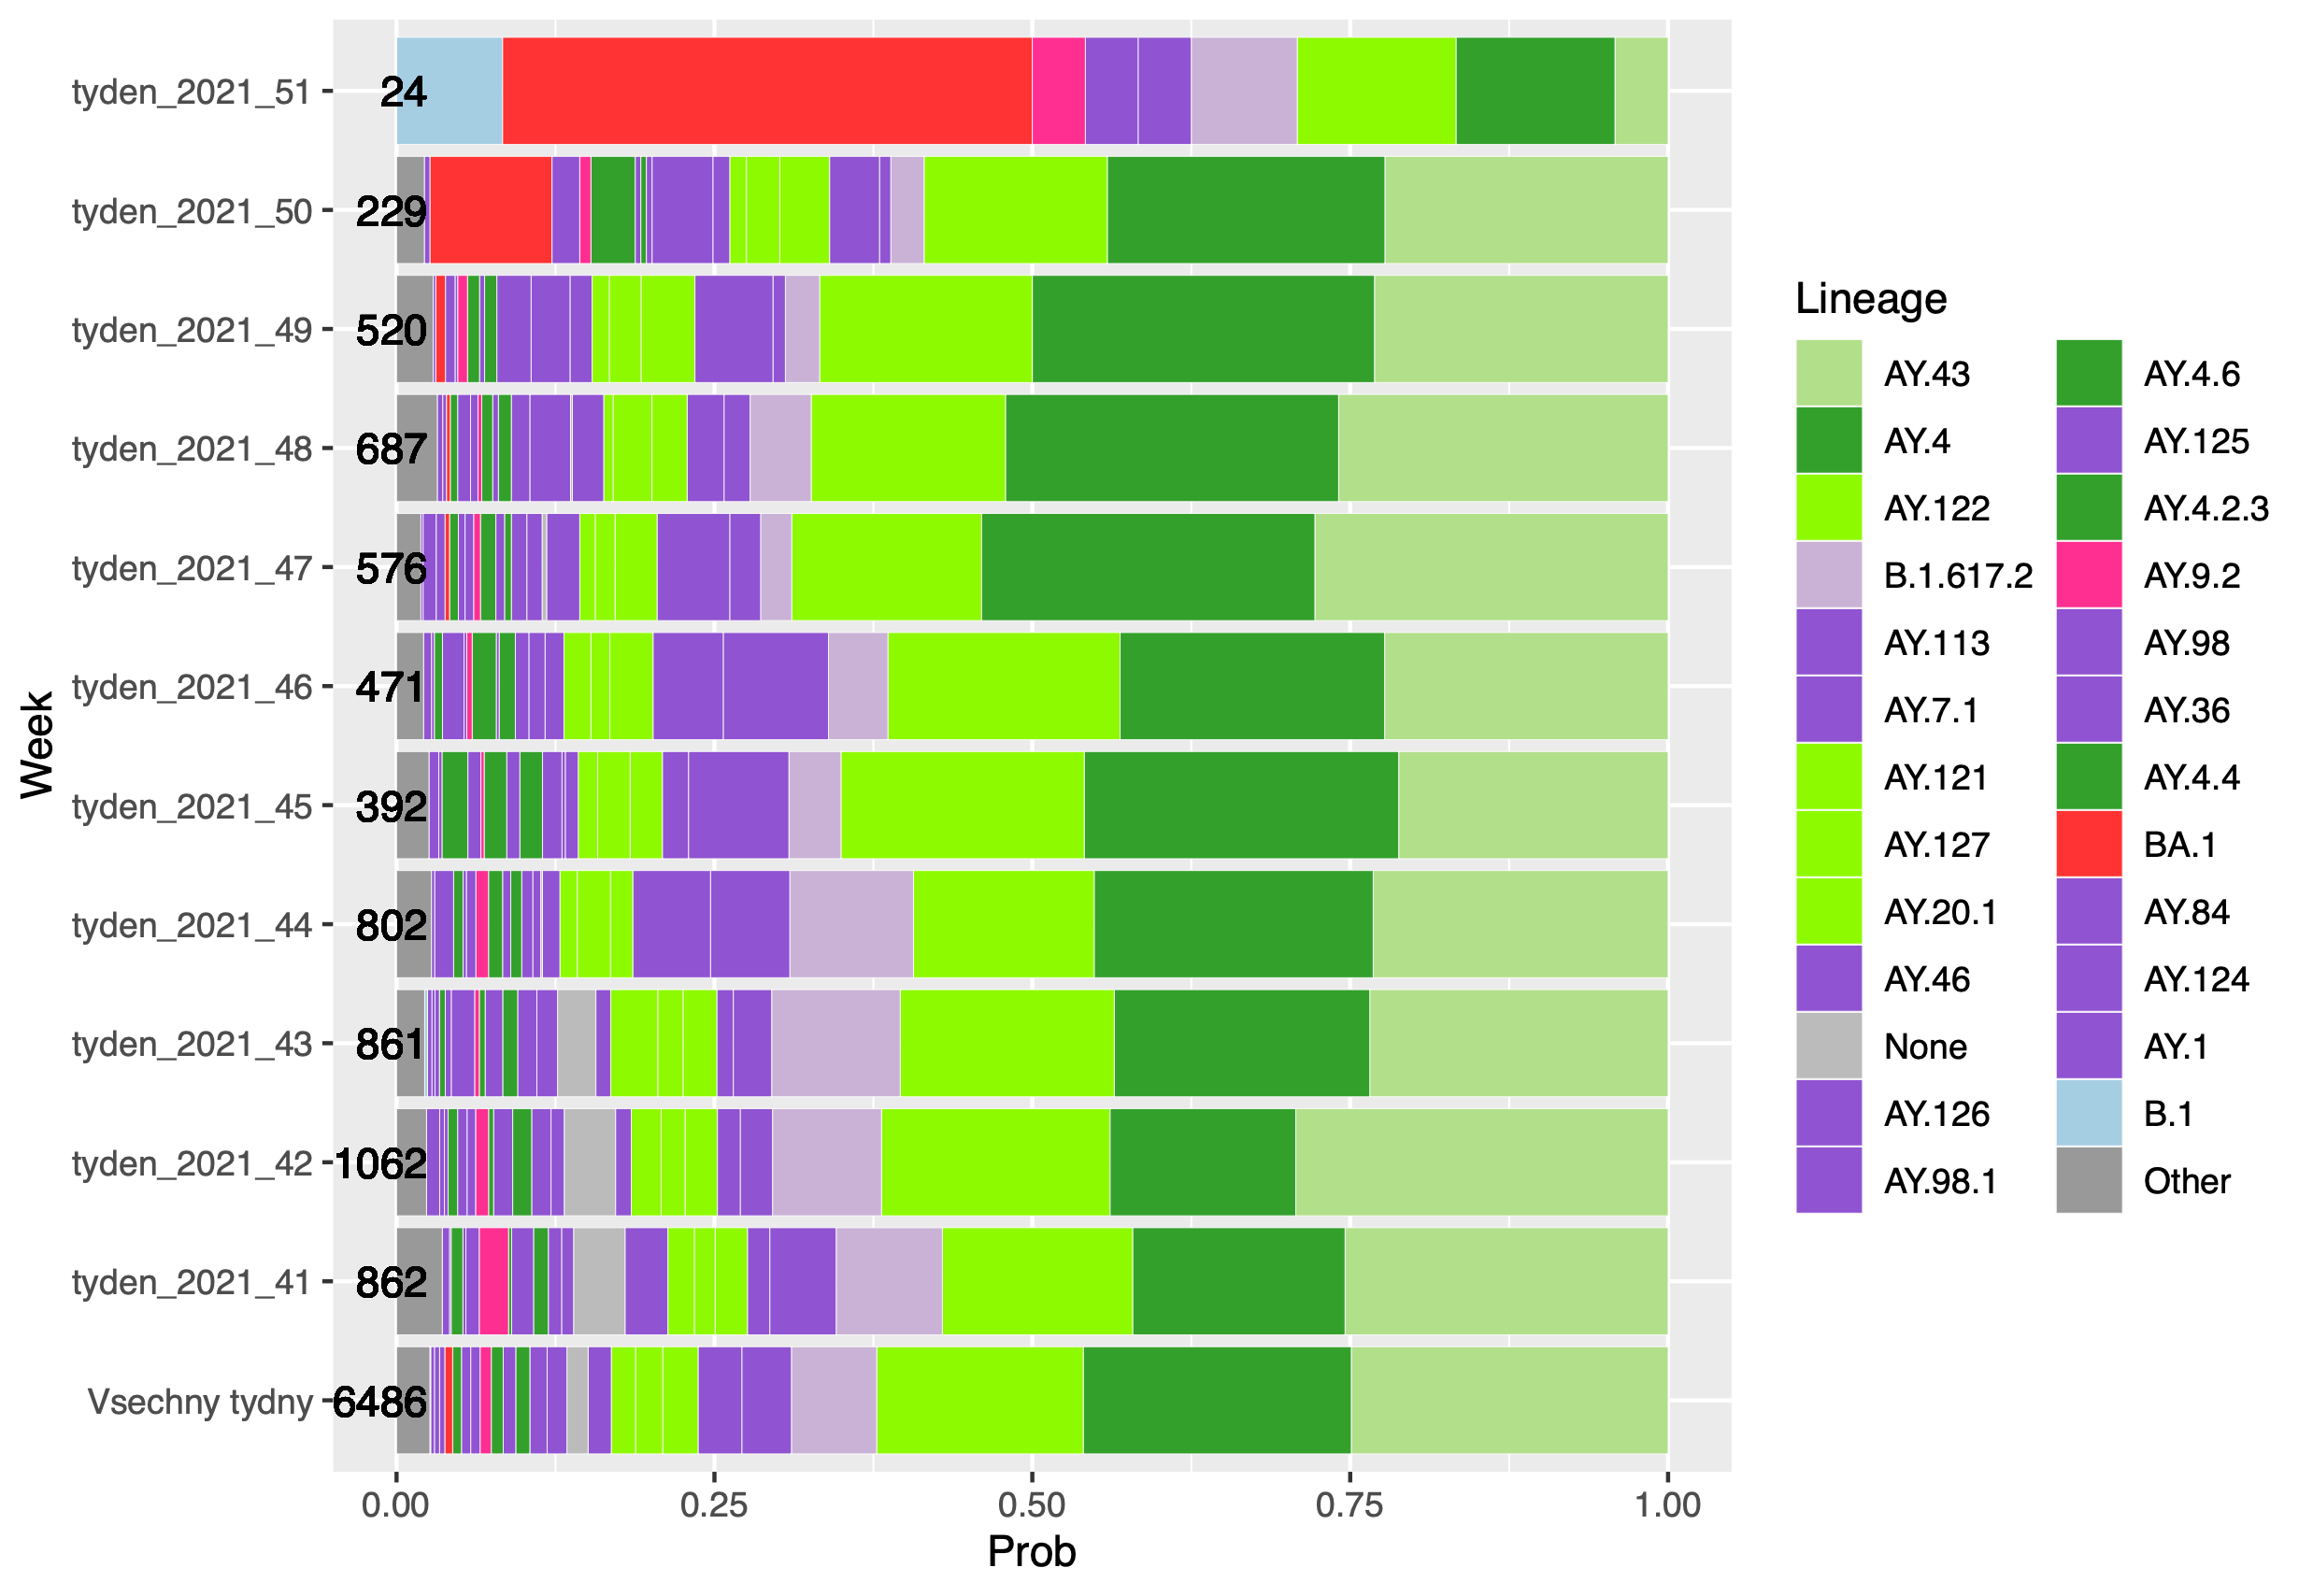 Week
tyden_2021_51 24
tyden_2021_50 229
tyden_2021_49 520
tyden_2021_48 687
tyden_2021_47 576
tyden_2021_46 471
tyden_2021_45 392
tyden_2021_44 802
tyden_2021_43 861
tyden_2021_42 1062
tyden_2021_41 862
Vsechny tydny 6486
0.00 0.25 0.50 0.75 1.00
Prob
Lineage
AY.43
AY.4
AY.122
B.1.617.2
AY.113
AY.7.1
AY.121
AY.127
AY.20.1
AY.46
None
AY.126
AY.98.1
AY.4.6
AY.125
AY.4.2.3
AY.9.2
AY.98
AY.36
AY.4.4
BA.1
AY.84
AY.124
AY.1
B.1
Other